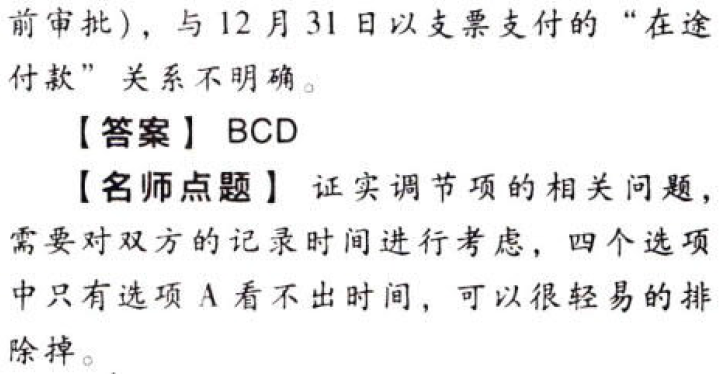 前审批），与 12 月 31 日以支票支付的“在途
付款”关系不明确。
【答案】 BCD
【名师点题】 证实调节项的相关问题，
需要对双方的记录时间进行考虑，四个选项
中只有选项 A 看不出时间，可以很轻易的排
除掉。